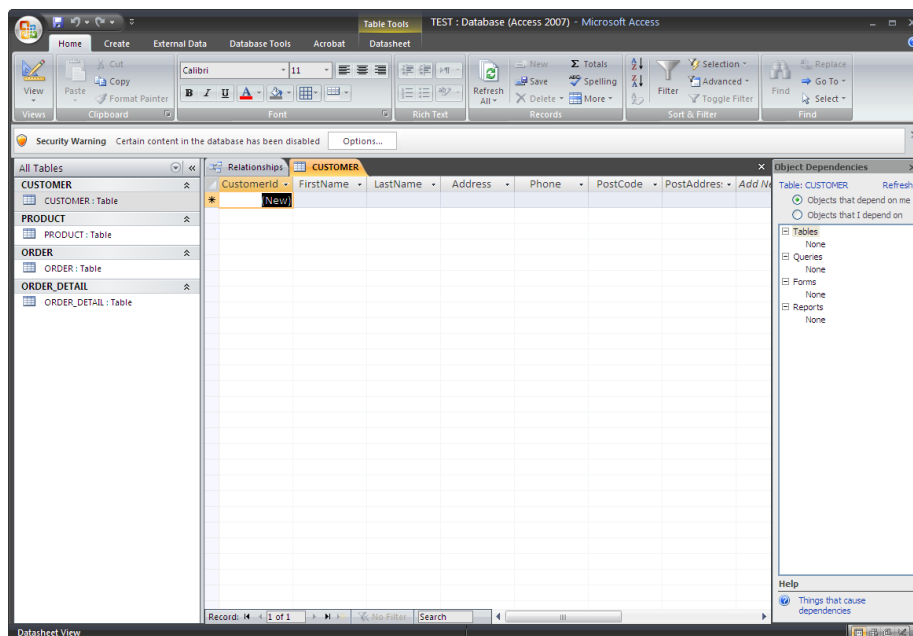 Table Tools TEST : Database (Access 2007) - Microsoft Access
Home Create External Data Database Tools Acrobat Datasheet
View
Views
Paste
Cut
Copy
Format Painter
Clipboard
Calibri 11
B I U A
Font
Rich Text
Refresh All
New
Save
Delete
Σ Totals
Spelling
More
Records
Filter
Selection
Advanced
Toggle Filter
Sort & Filter
Find
Replace
Go To
Select
Find
Security Warning Certain content in the database has been disabled Options...
All Tables
CUSTOMER
CUSTOMER : Table
PRODUCT
PRODUCT : Table
ORDER
ORDER : Table
ORDER_DETAIL
ORDER_DETAIL : Table
Relationships CUSTOMER
CustomerId FirstName LastName Address Phone PostCode PostAddres: Add Ne
(New)
Record: 1 of 1 No Filter Search
Object Dependencies
Table: CUSTOMER Refresh
Objects that depend on me
Objects that I depend on
Tables
None
Queries
None
Forms
None
Reports
None
Help
Things that cause
dependencies
Datasheet View